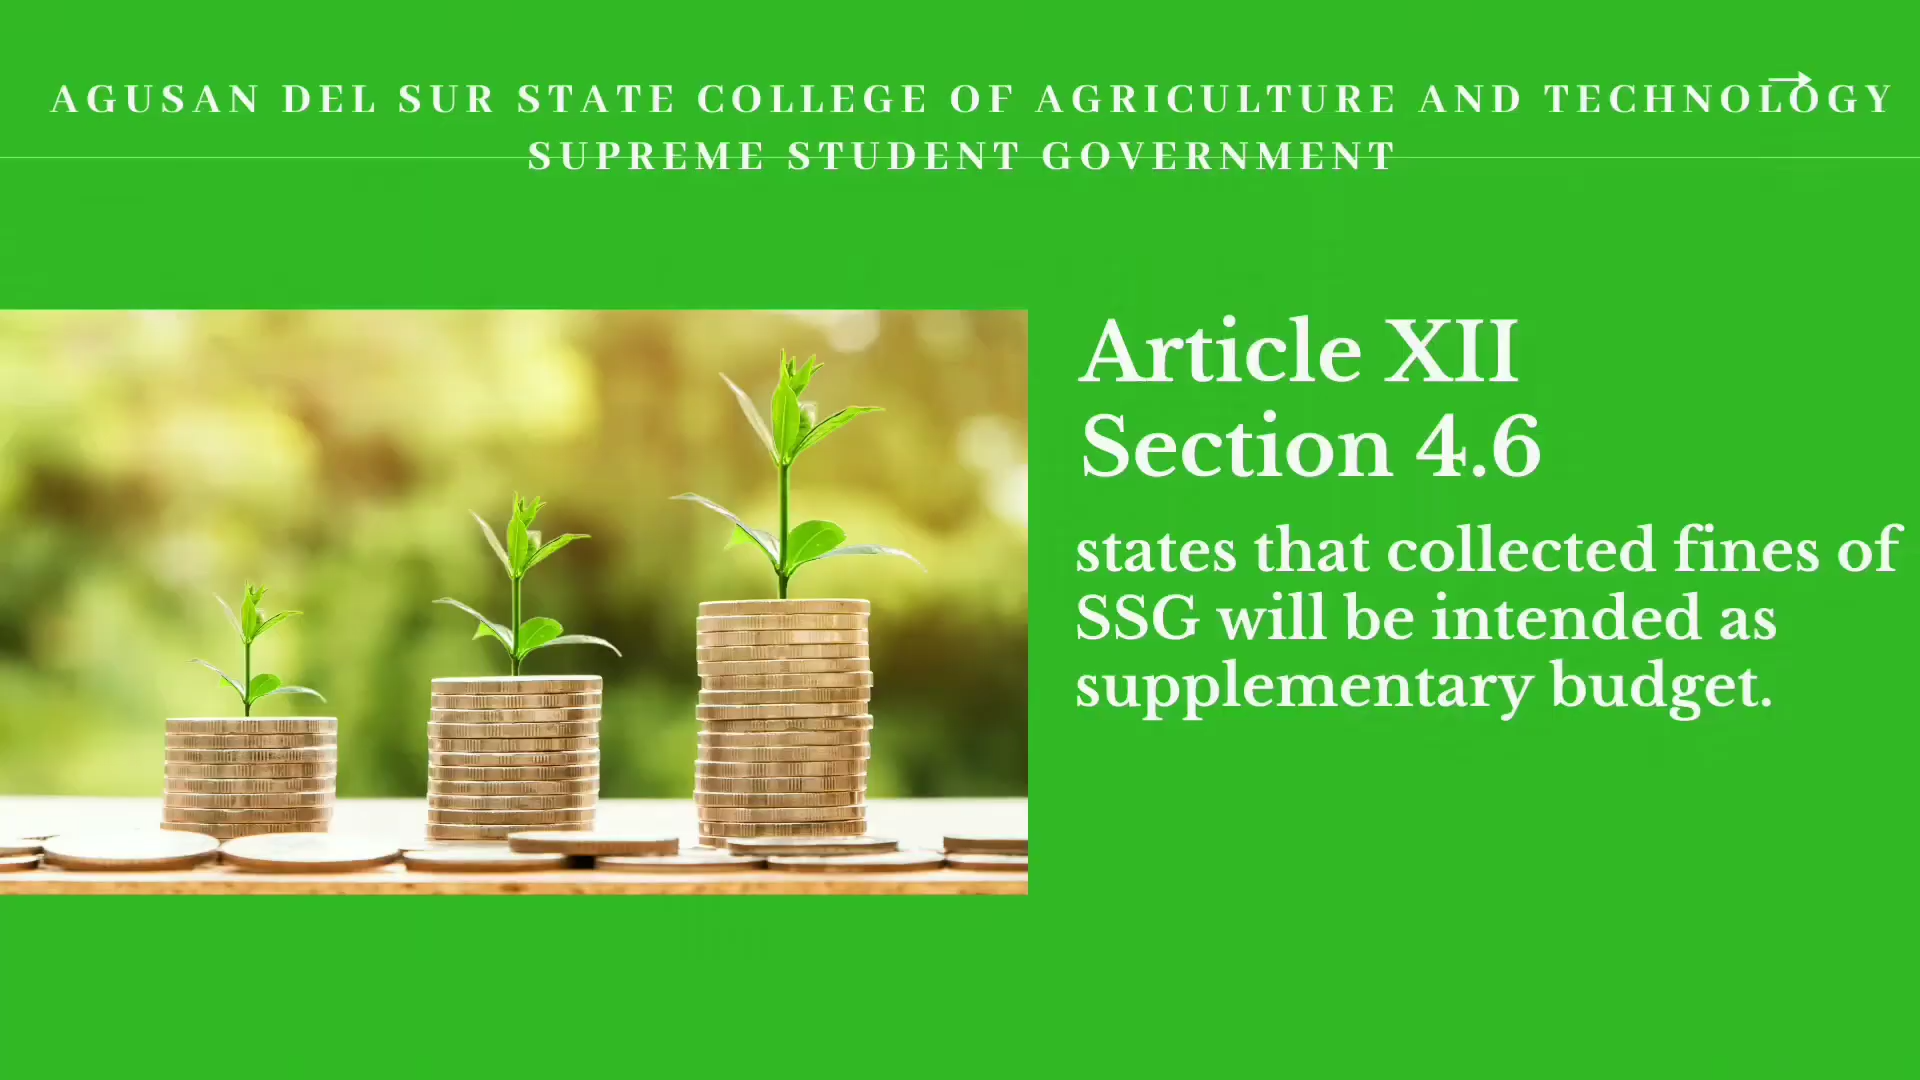 AGUSAN DEL SUR STATE COLLEGE OF AGRICULTURE AND TECHNOLOGY
SUPREME STUDENT GOVERNMENT
Article XII
Section 4.6
states that collected fines of
SSG will be intended as
supplementary budget.